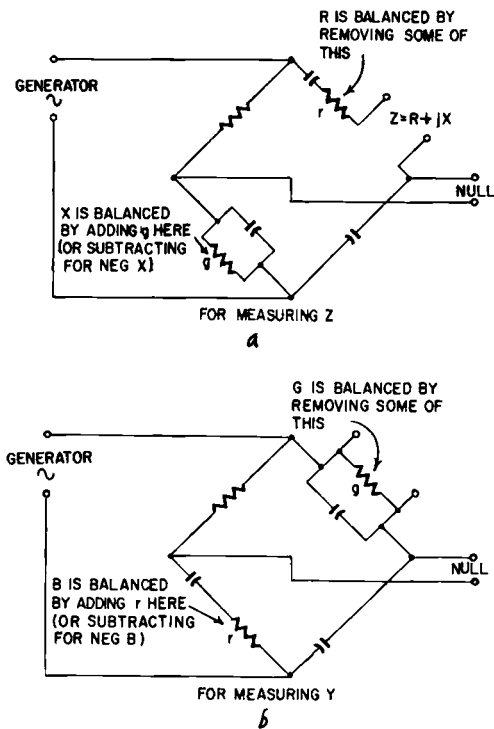 R IS BALANCED BY
REMOVING SOME OF
THIS
GENERATOR
r
Z=R+jX
NULL
X IS BALANCED
BY ADDING g HERE
(OR SUBTRACTING
FOR NEG X)
g
FOR MEASURING Z
a
G IS BALANCED BY
REMOVING SOME OF
THIS
GENERATOR
g
NULL
B IS BALANCED
BY ADDING r HERE
(OR SUBTRACTING
FOR NEG B)
r
FOR MEASURING Y
b